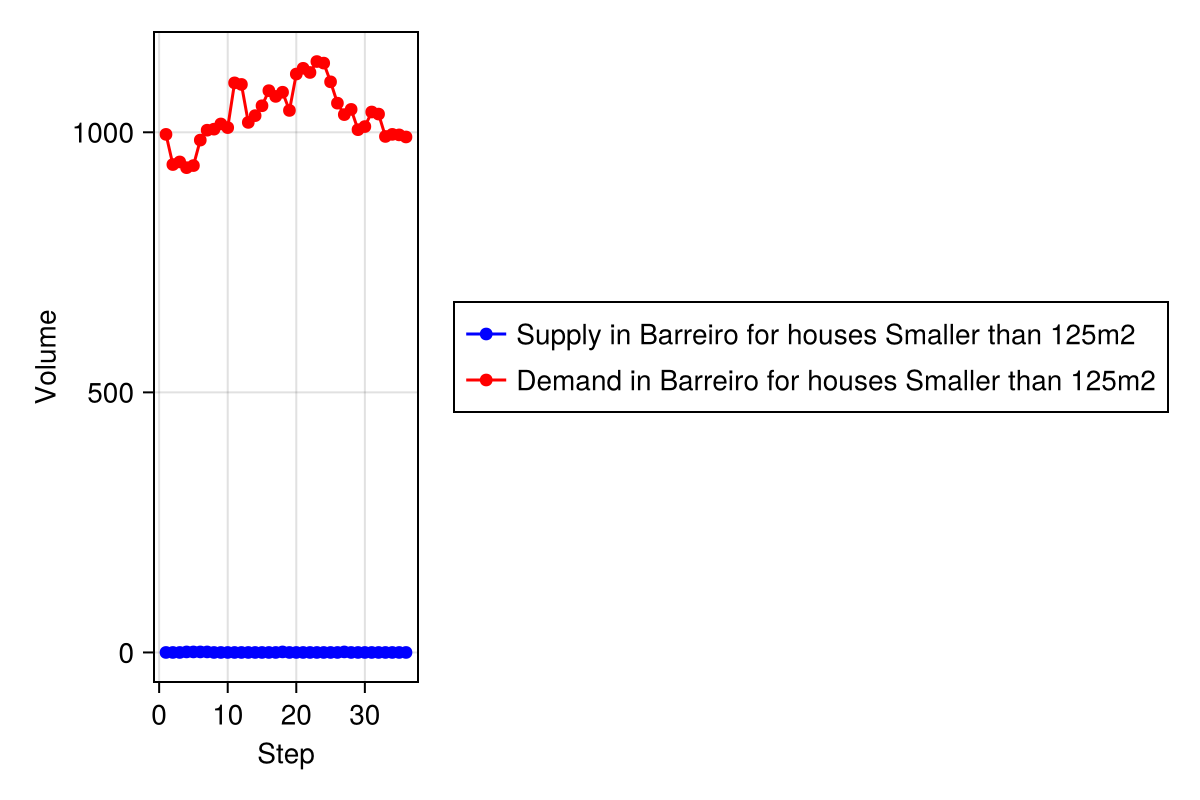 1000
500
0
0 10 20 30
Volume
Step
Supply in Barreiro for houses Smaller than 125m2
Demand in Barreiro for houses Smaller than 125m2